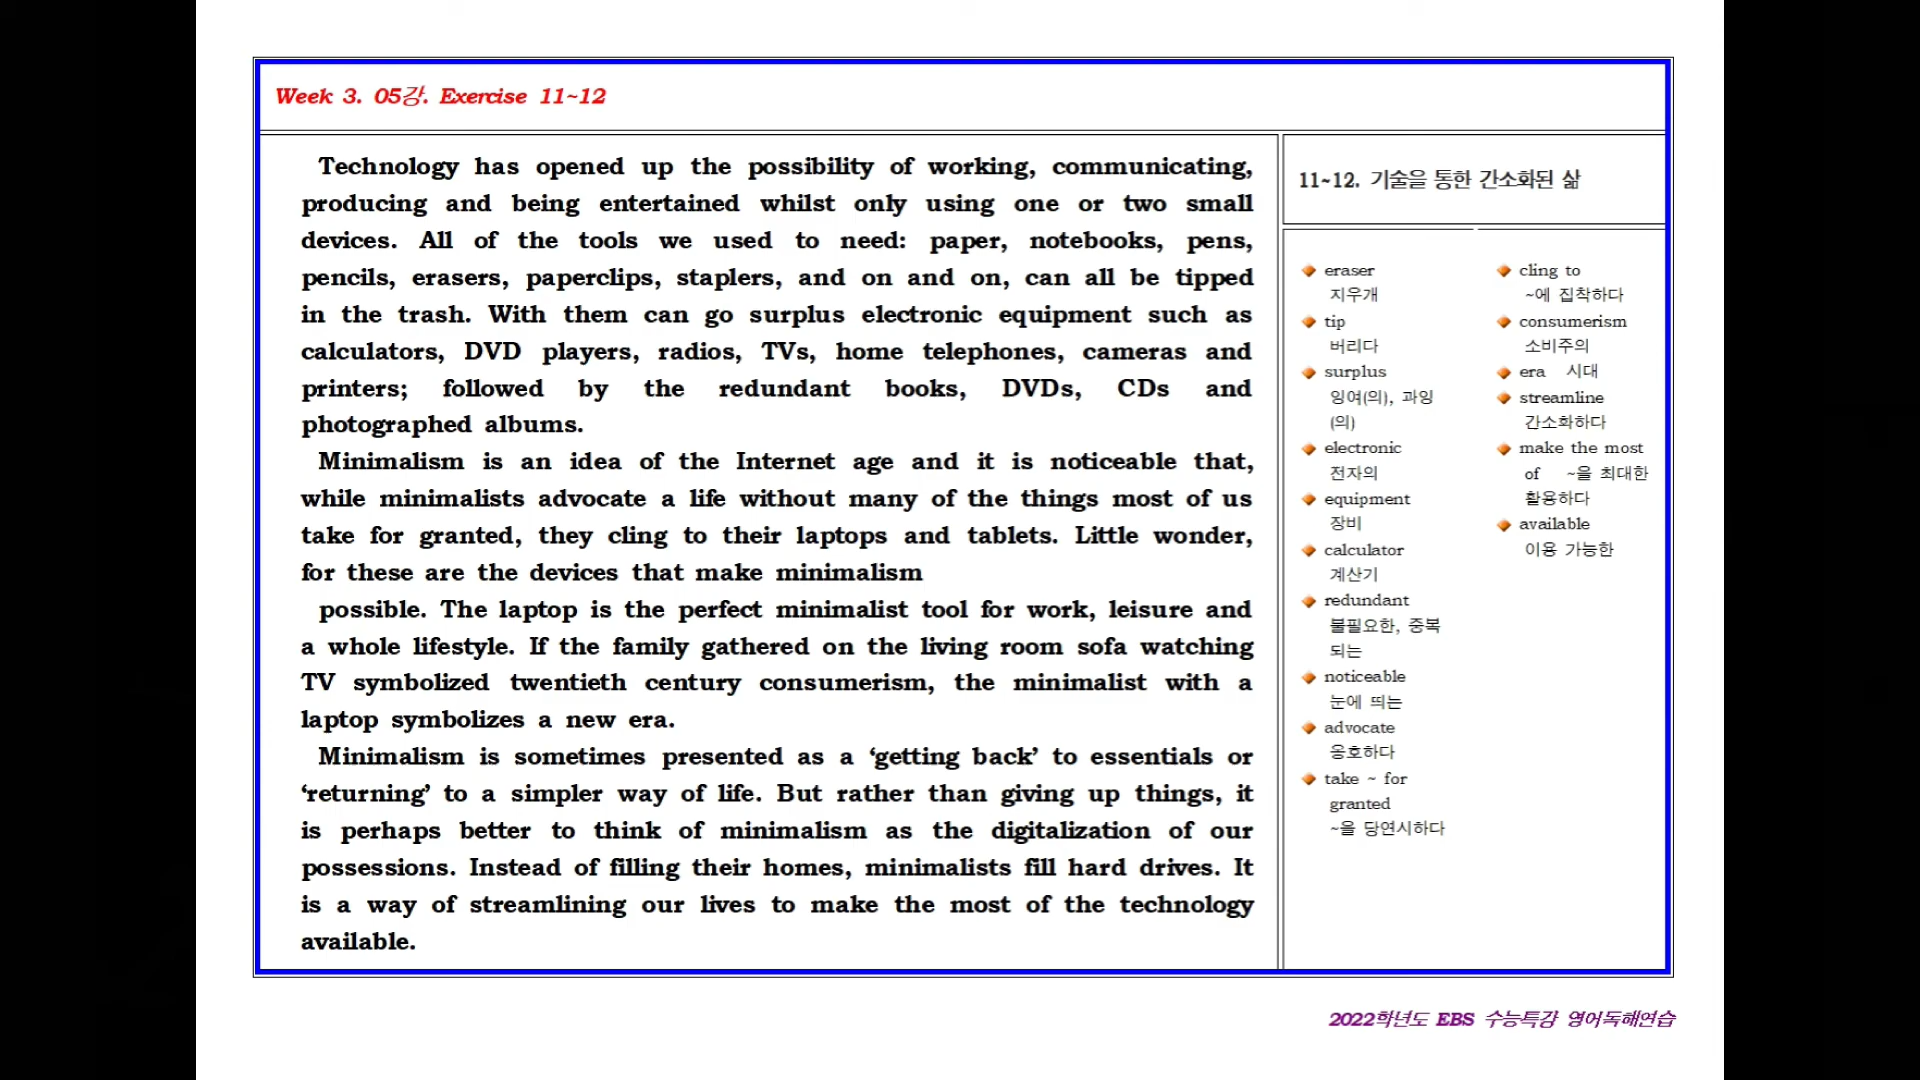 Week 3. 05강. Exercise 11~12
Technology has opened up the possibility of working, communicating,
producing and being entertained whilst only using one or two small
devices. All of the tools we used to need: paper, notebooks, pens,
pencils, erasers, paperclips, staplers, and on and on, can all be tipped
in the trash. With them can go surplus electronic equipment such as
calculators, DVD players, radios, TVs, home telephones, cameras and
printers; followed by the redundant books, DVDs, CDs and
photographed albums.
Minimalism is an idea of the Internet age and it is noticeable that,
while minimalists advocate a life without many of the things most of us
take for granted, they cling to their laptops and tablets. Little wonder,
for these are the devices that make minimalism
possible. The laptop is the perfect minimalist tool for work, leisure and
a whole lifestyle. If the family gathered on the living room sofa watching
TV symbolized twentieth century consumerism, the minimalist with a
laptop symbolizes a new era.
Minimalism is sometimes presented as a ‘getting back’ to essentials or
‘returning’ to a simpler way of life. But rather than giving up things, it
is perhaps better to think of minimalism as the digitalization of our
possessions. Instead of filling their homes, minimalists fill hard drives. It
is a way of streamlining our lives to make the most of the technology
available.
11~12. 기술을 통한 간소화된 삶
eraser
지우개
tip
버리다
surplus
잉여(의), 과잉
(의)
electronic
전자의
equipment
장비
calculator
계산기
redundant
불필요한, 중복
되는
noticeable
눈에 띄는
advocate
옹호하다
take ~ for
granted
~을 당연시하다
cling to
~에 집착하다
consumerism
소비주의
era 시대
streamline
간소화하다
make the most
of ~을 최대한
활용하다
available
이용 가능한
2022학년도 EBS 수능특강 영어독해연습